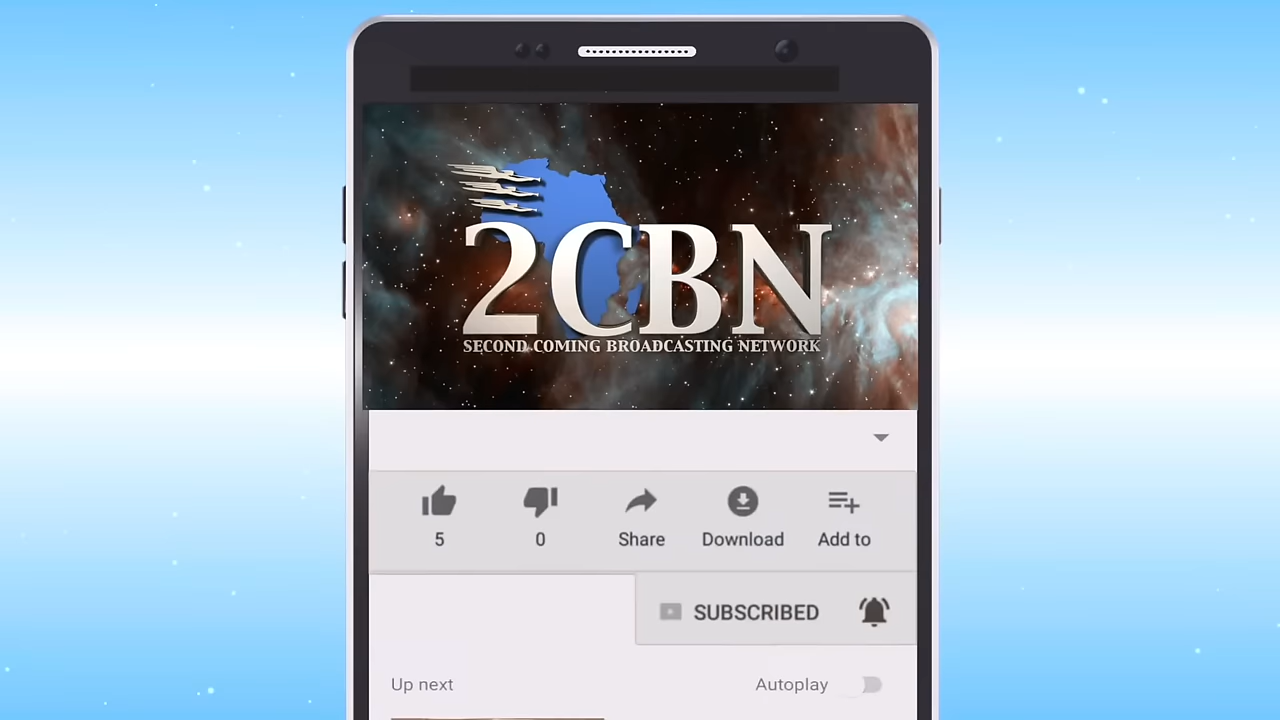 2CBN
SECOND COMING BROADCASTING NETWORK
5 0 Share Download Add to
SUBSCRIBED
Up next Autoplay